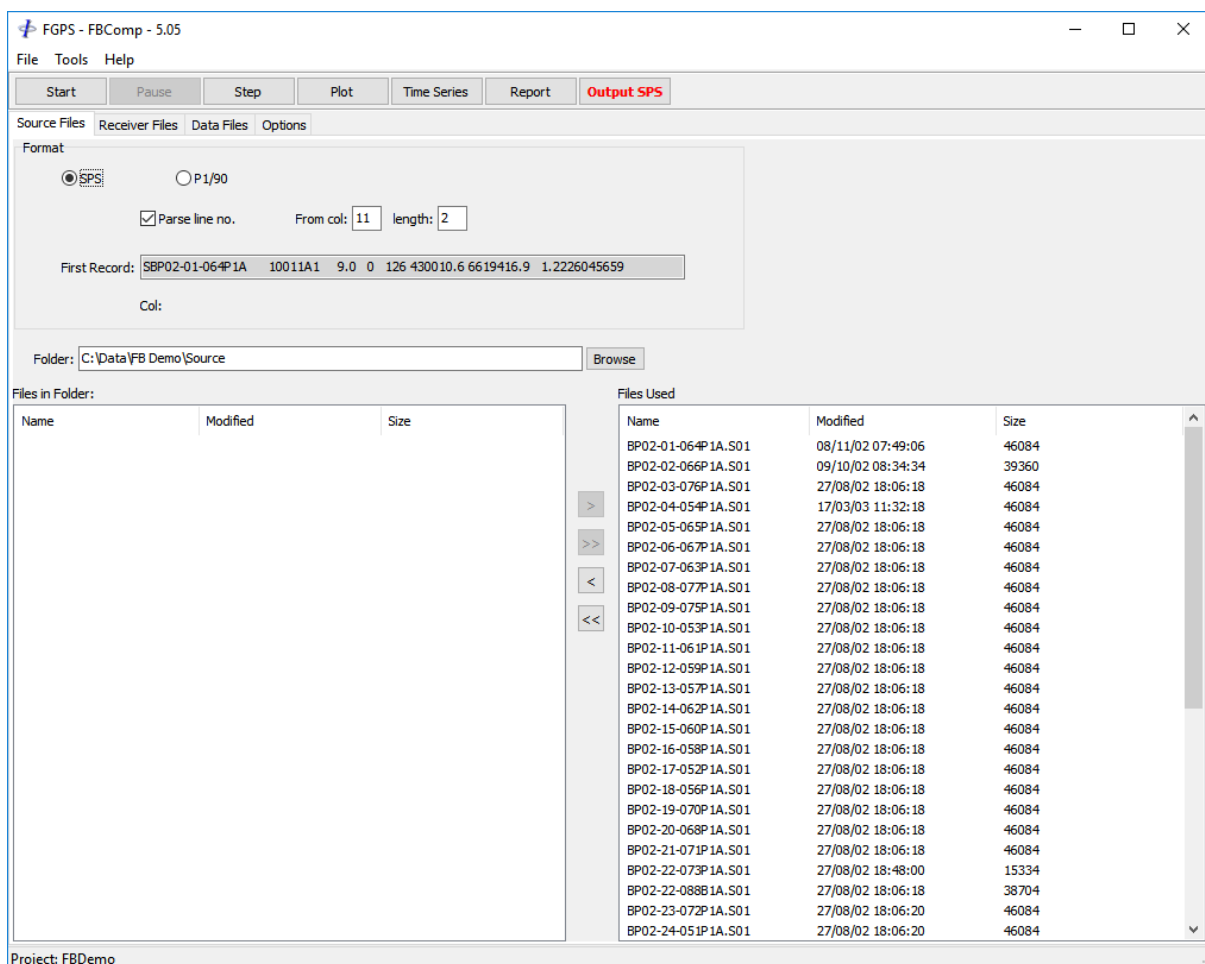 FGPS - FBComp - 5.05
File Tools Help
Start Pause Step Plot Time Series Report Output SPS
Source Files Receiver Files Data Files Options
Format
SPS P1/90
Parse line no. From col: 11 length: 2
First Record: SBP02-01-064P1A 10011A1 9.0 0 126 430010.6 6619416.9 1.2226045659
Col:
Folder: C:\Data\FB Demo\Source Browse
Files in Folder: Files Used
Name Modified Size Name Modified Size
BP02-01-064P1A.S01 08/11/02 07:49:06 46084
BP02-02-066P1A.S01 09/10/02 08:34:34 39360
BP02-03-076P1A.S01 27/08/02 18:06:18 46084
> BP02-04-054P1A.S01 17/03/03 11:32:18 46084
BP02-05-065P1A.S01 27/08/02 18:06:18 46084
>> BP02-06-067P1A.S01 27/08/02 18:06:18 46084
BP02-07-063P1A.S01 27/08/02 18:06:18 46084
< BP02-08-077P1A.S01 27/08/02 18:06:18 46084
BP02-09-075P1A.S01 27/08/02 18:06:18 46084
<< BP02-10-053P1A.S01 27/08/02 18:06:18 46084
BP02-11-061P1A.S01 27/08/02 18:06:18 46084
BP02-12-059P1A.S01 27/08/02 18:06:18 46084
BP02-13-057P1A.S01 27/08/02 18:06:18 46084
BP02-14-062P1A.S01 27/08/02 18:06:18 46084
BP02-15-060P1A.S01 27/08/02 18:06:18 46084
BP02-16-058P1A.S01 27/08/02 18:06:18 46084
BP02-17-052P1A.S01 27/08/02 18:06:18 46084
BP02-18-056P1A.S01 27/08/02 18:06:18 46084
BP02-19-070P1A.S01 27/08/02 18:06:18 46084
BP02-20-068P1A.S01 27/08/02 18:06:18 46084
BP02-21-071P1A.S01 27/08/02 18:06:18 46084
BP02-22-073P1A.S01 27/08/02 18:48:00 15334
BP02-22-088B1A.S01 27/08/02 18:06:18 38704
BP02-23-072P1A.S01 27/08/02 18:06:20 46084
BP02-24-051P1A.S01 27/08/02 18:06:20 46084
Project: FBDemo